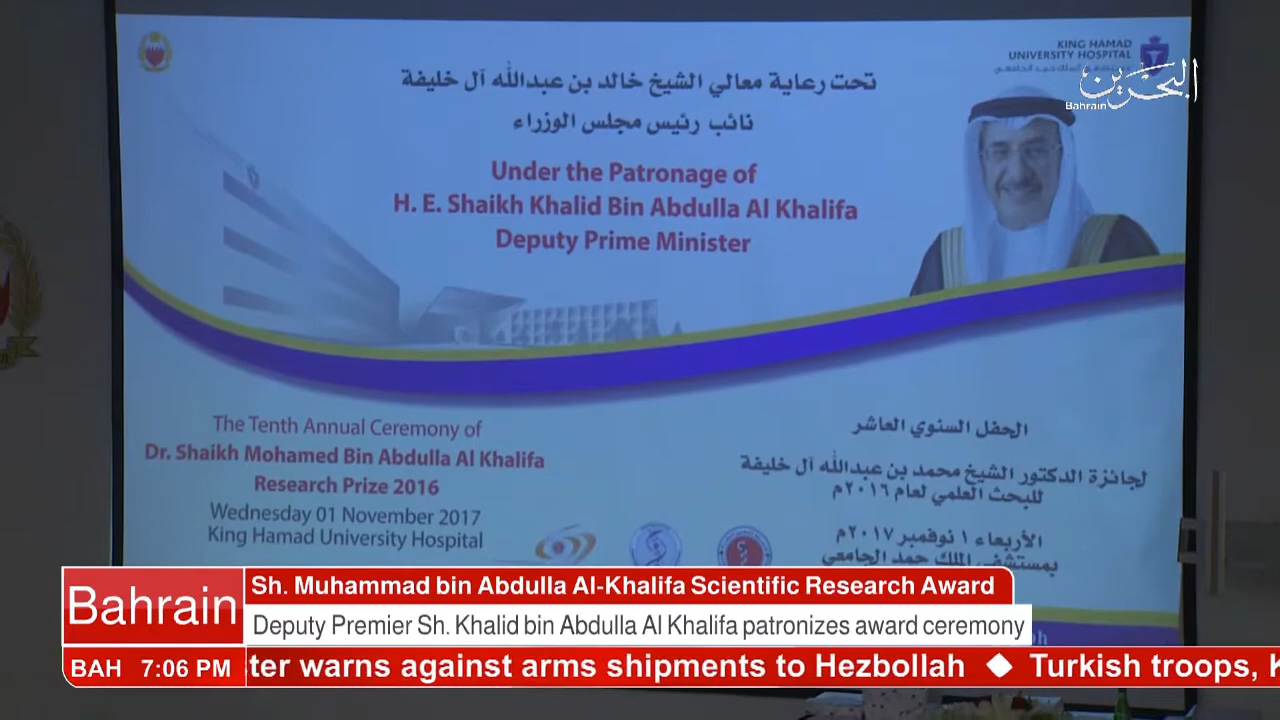 KING HAMAD
UNIVERSITY HOSPITAL
البحرين
Bahrain
تحت رعاية معالي الشيخ خالد بن عبدالله آل خليفة
نائب رئيس مجلس الوزراء
Under the Patronage of
H. E. Shaikh Khalid Bin Abdulla Al Khalifa
Deputy Prime Minister
The Tenth Annual Ceremony of
Dr. Shaikh Mohamed Bin Abdulla Al Khalifa
Research Prize 2016
Wednesday 01 November 2017
King Hamad University Hospital
الحفل السنوي العاشر
لجائزة الدكتور الشيخ محمد بن عبدالله آل خليفة
للبحث العلمي لعام ٢٠١٦م
الأربعاء ١ نوفمبر ٢٠١٧م
بمستشفى الملك حمد الجامعي
Bahrain
Sh. Muhammad bin Abdulla Al-Khalifa Scientific Research Award
Deputy Premier Sh. Khalid bin Abdulla Al Khalifa patronizes award ceremony
BAH 7:06 PM
ter warns against arms shipments to Hezbollah ◆ Turkish troops, K